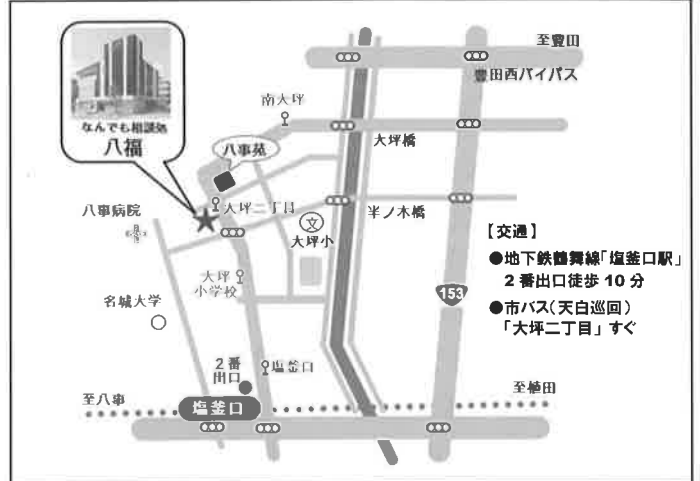 至豊田
豊田西バイパス
なんでも相談処
八福
南大坪
大坪橋
八事苑
八事病院
大坪二丁目
文
大坪小
半ノ木橋
【交通】
●地下鉄鶴舞線「塩釜口駅」
2番出口徒歩10分
●市バス(天白巡回)
「大坪二丁目」すぐ
大坪
小学校
153
名城大学
2番
出口
塩釜口
至八事
塩釜口
至植田